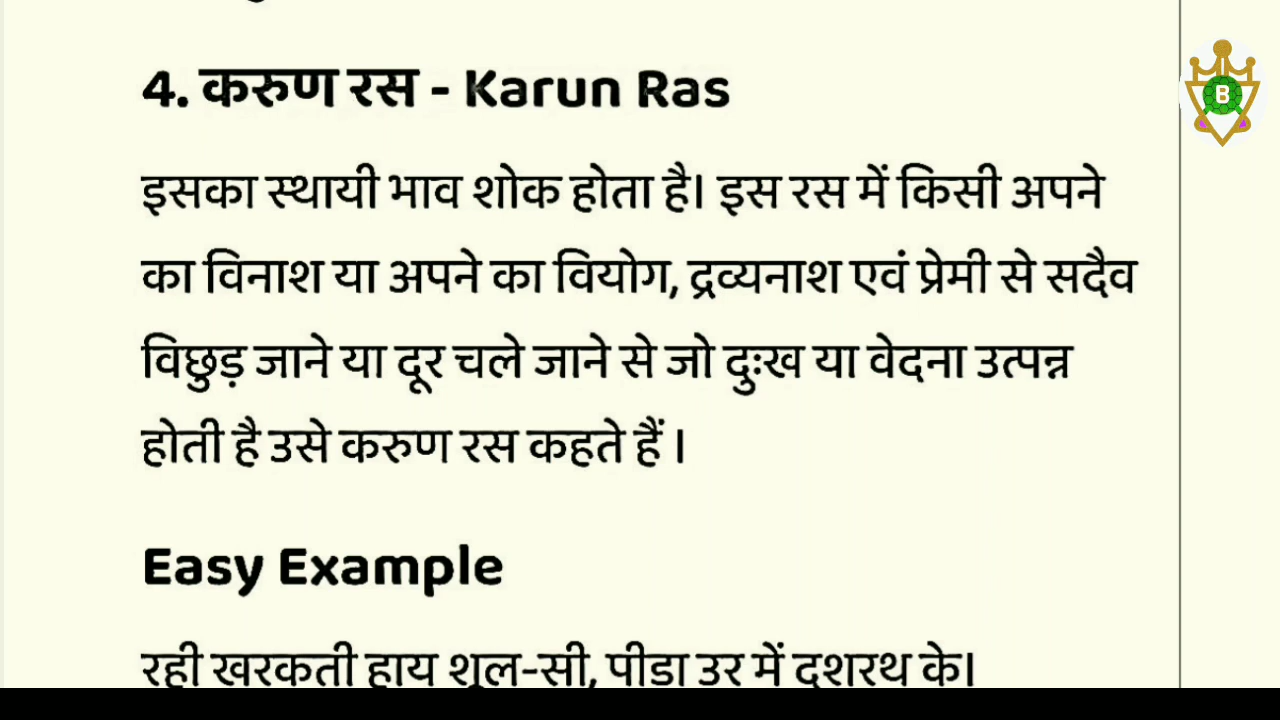 4. करुण रस - Karun Ras
इसका स्थायी भाव शोक होता है। इस रस में किसी अपने
का विनाश या अपने का वियोग, द्रव्यनाश एवं प्रेमी से सदैव
विछुड़ जाने या दूर चले जाने से जो दुःख या वेदना उत्पन्न
होती है उसे करुण रस कहते हैं ।
Easy Example
रही खरकती हाय शूल-सी, पीड़ा उर में दशरथ के।
B